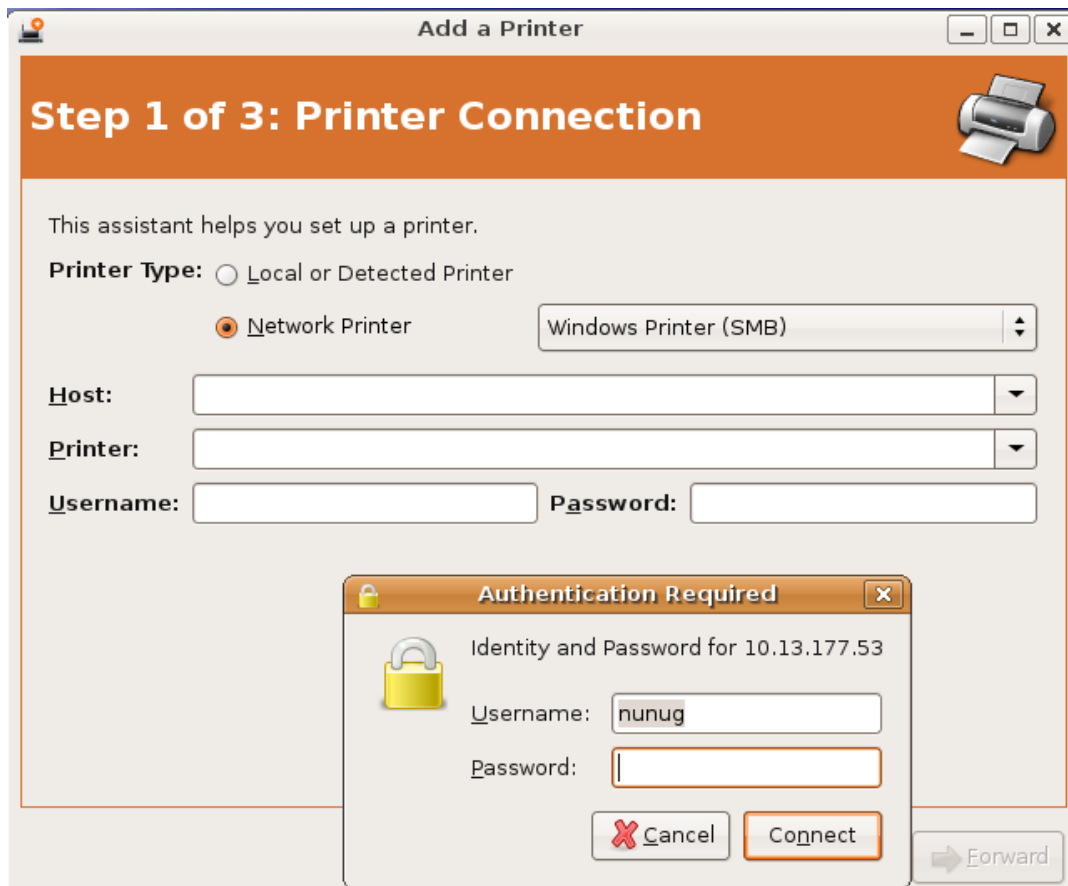 Add a Printer
Step 1 of 3: Printer Connection
This assistant helps you set up a printer.
Printer Type: Local or Detected Printer
Network Printer Windows Printer (SMB)
Host:
Printer:
Username: Password:
Authentication Required
Identity and Password for 10.13.177.53
Username: nunug
Password:
Cancel Connect
Forward